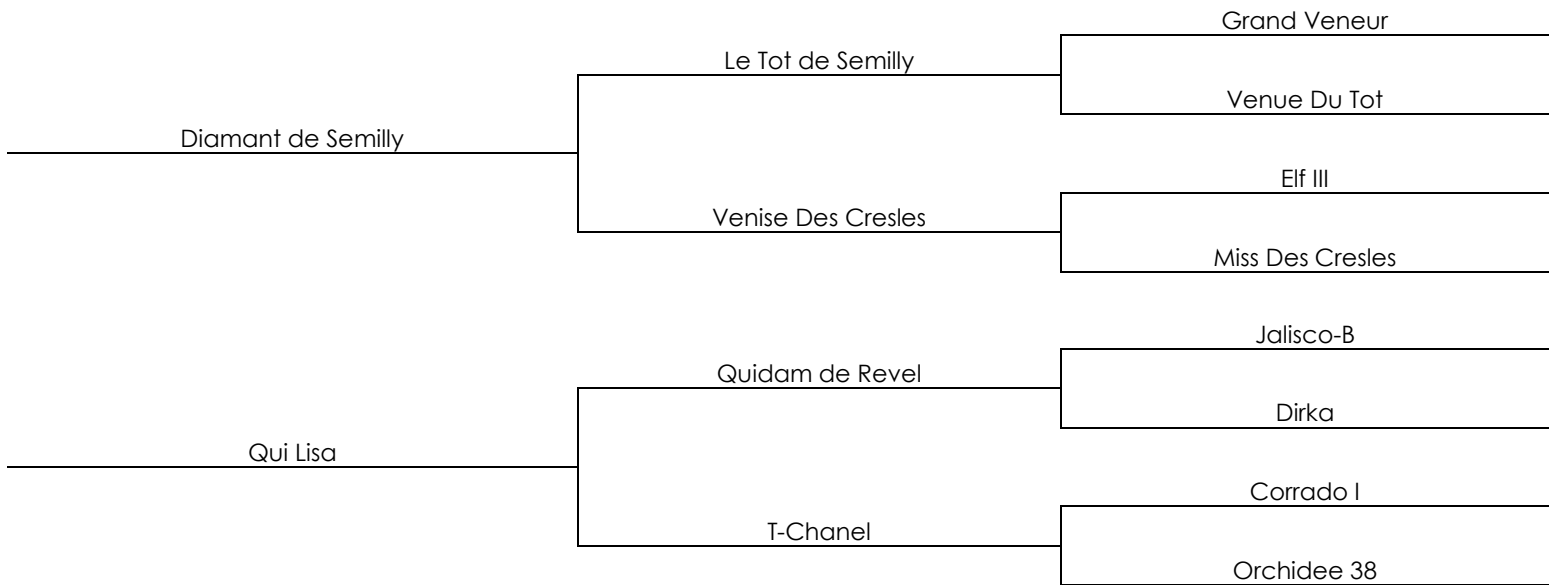 Grand Veneur
Le Tot de Semilly
Venue Du Tot
Diamant de Semilly
Elf III
Venise Des Cresles
Miss Des Cresles
Jalisco-B
Quidam de Revel
Dirka
Qui Lisa
Corrado I
T-Chanel
Orchidee 38